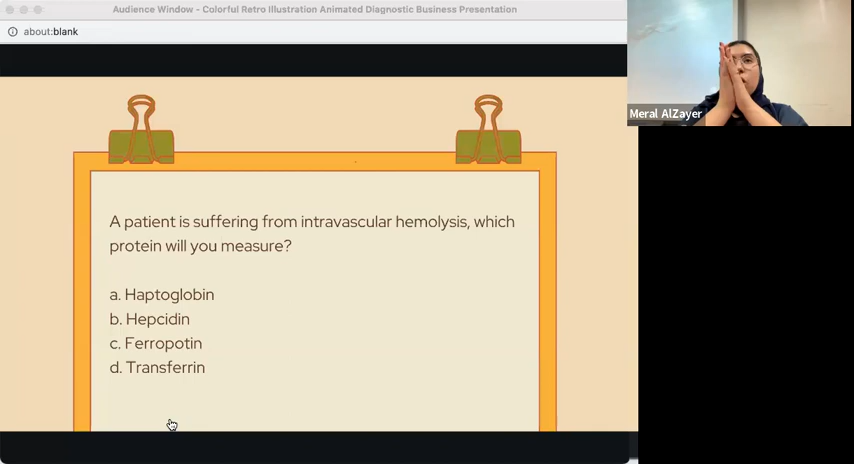 Audience Window - Colorful Retro Illustration Animated Diagnostic Business Presentation
about:blank
Meral AlZayer
A patient is suffering from intravascular hemolysis, which
protein will you measure?
a. Haptoglobin
b. Hepcidin
c. Ferropotin
d. Transferrin